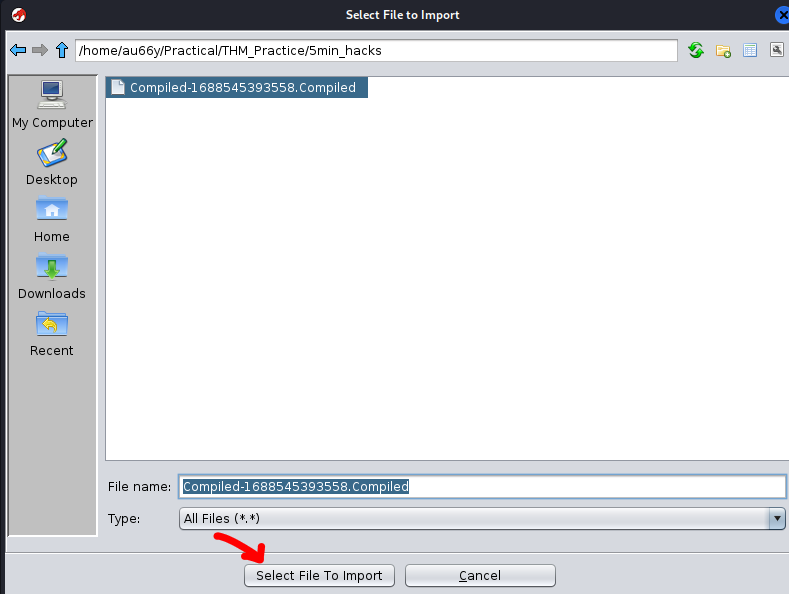 Select File to Import
/home/au66y/Practical/THM_Practice/5min_hacks
My Computer
Desktop
Home
Downloads
Recent
Compiled-1688545393558.Compiled
File name: Compiled-1688545393558.Compiled
Type: All Files (*.*)
Select File To Import Cancel